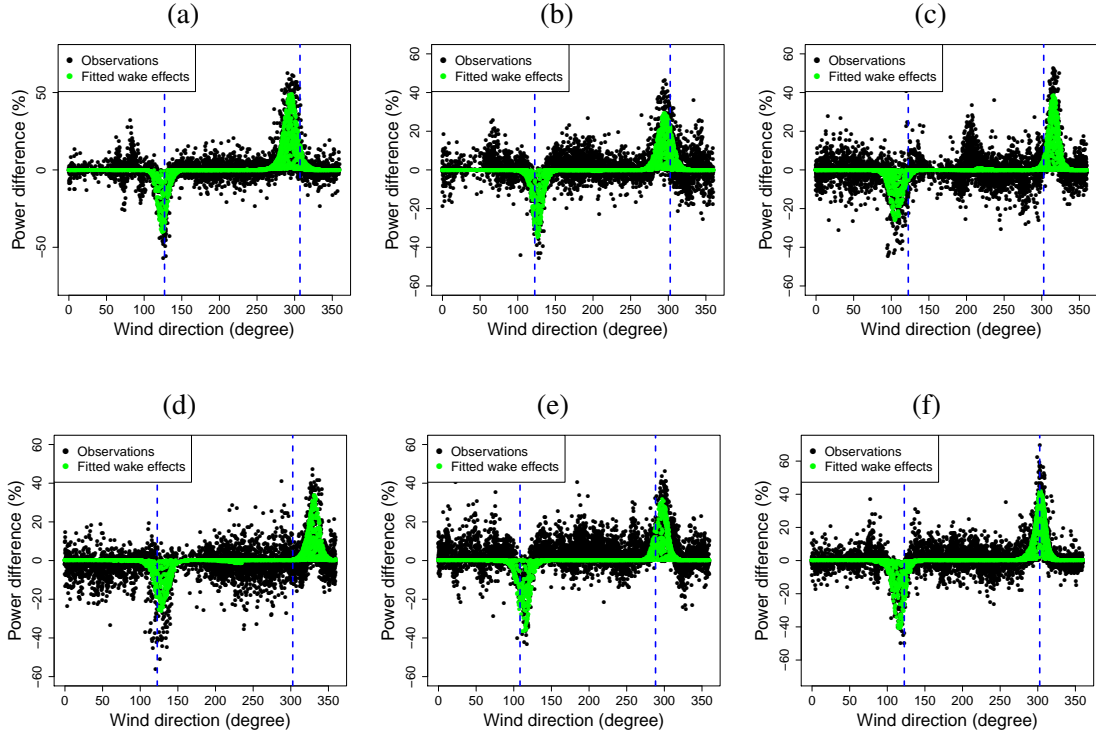 (a)
Observations
Fitted wake effects
Power difference (%)
50
0
−50
0 50 100 150 200 250 300 350
Wind direction (degree)
(b)
Observations
Fitted wake effects
Power difference (%)
60
40
20
0
−20
−40
−60
0 50 100 150 200 250 300 350
Wind direction (degree)
(c)
Observations
Fitted wake effects
Power difference (%)
60
40
20
0
−20
−40
−60
0 50 100 150 200 250 300 350
Wind direction (degree)
(d)
Observations
Fitted wake effects
Power difference (%)
60
40
20
0
−20
−40
−60
0 50 100 150 200 250 300 350
Wind direction (degree)
(e)
Observations
Fitted wake effects
Power difference (%)
60
40
20
0
−20
−40
−60
0 50 100 150 200 250 300 350
Wind direction (degree)
(f)
Observations
Fitted wake effects
Power difference (%)
60
40
20
0
−20
−40
−60
0 50 100 150 200 250 300 350
Wind direction (degree)